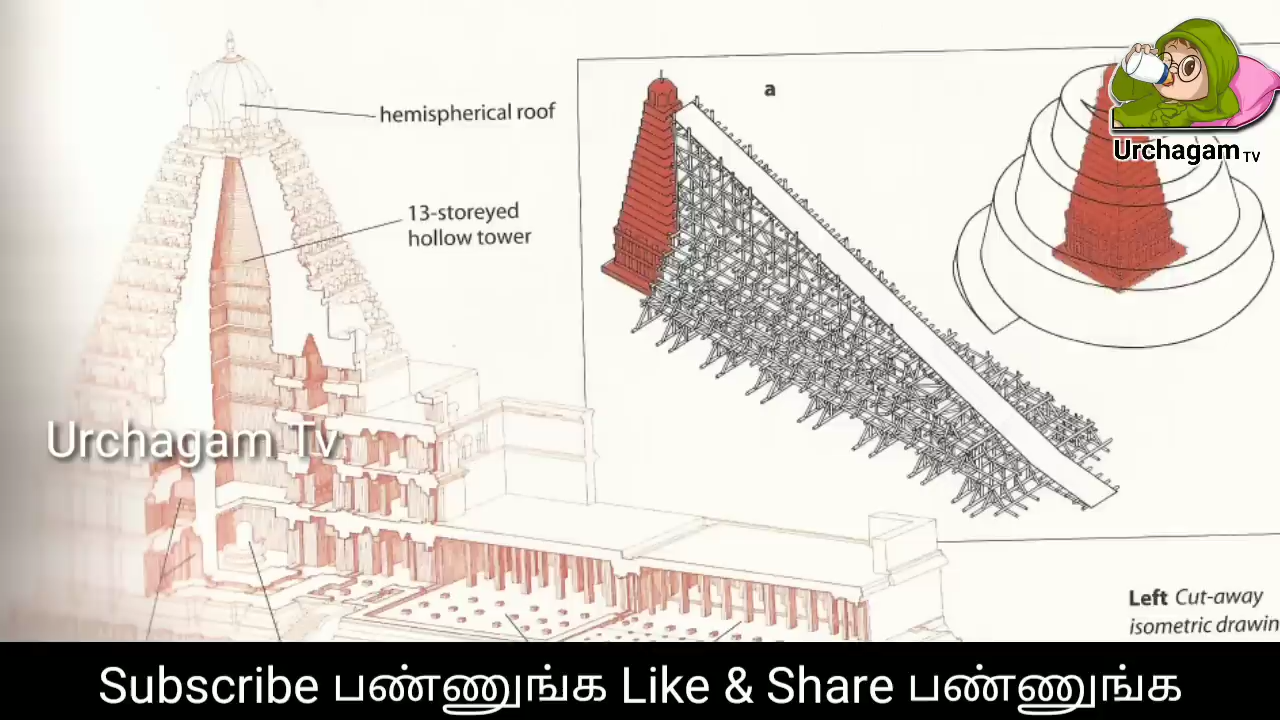 hemispherical roof
a
13-storeyed
hollow tower
Urchagam TV
Urchagam Tv
Left Cut-away
isometric drawin
Subscribe பண்ணுங்க Like & Share பண்ணுங்க